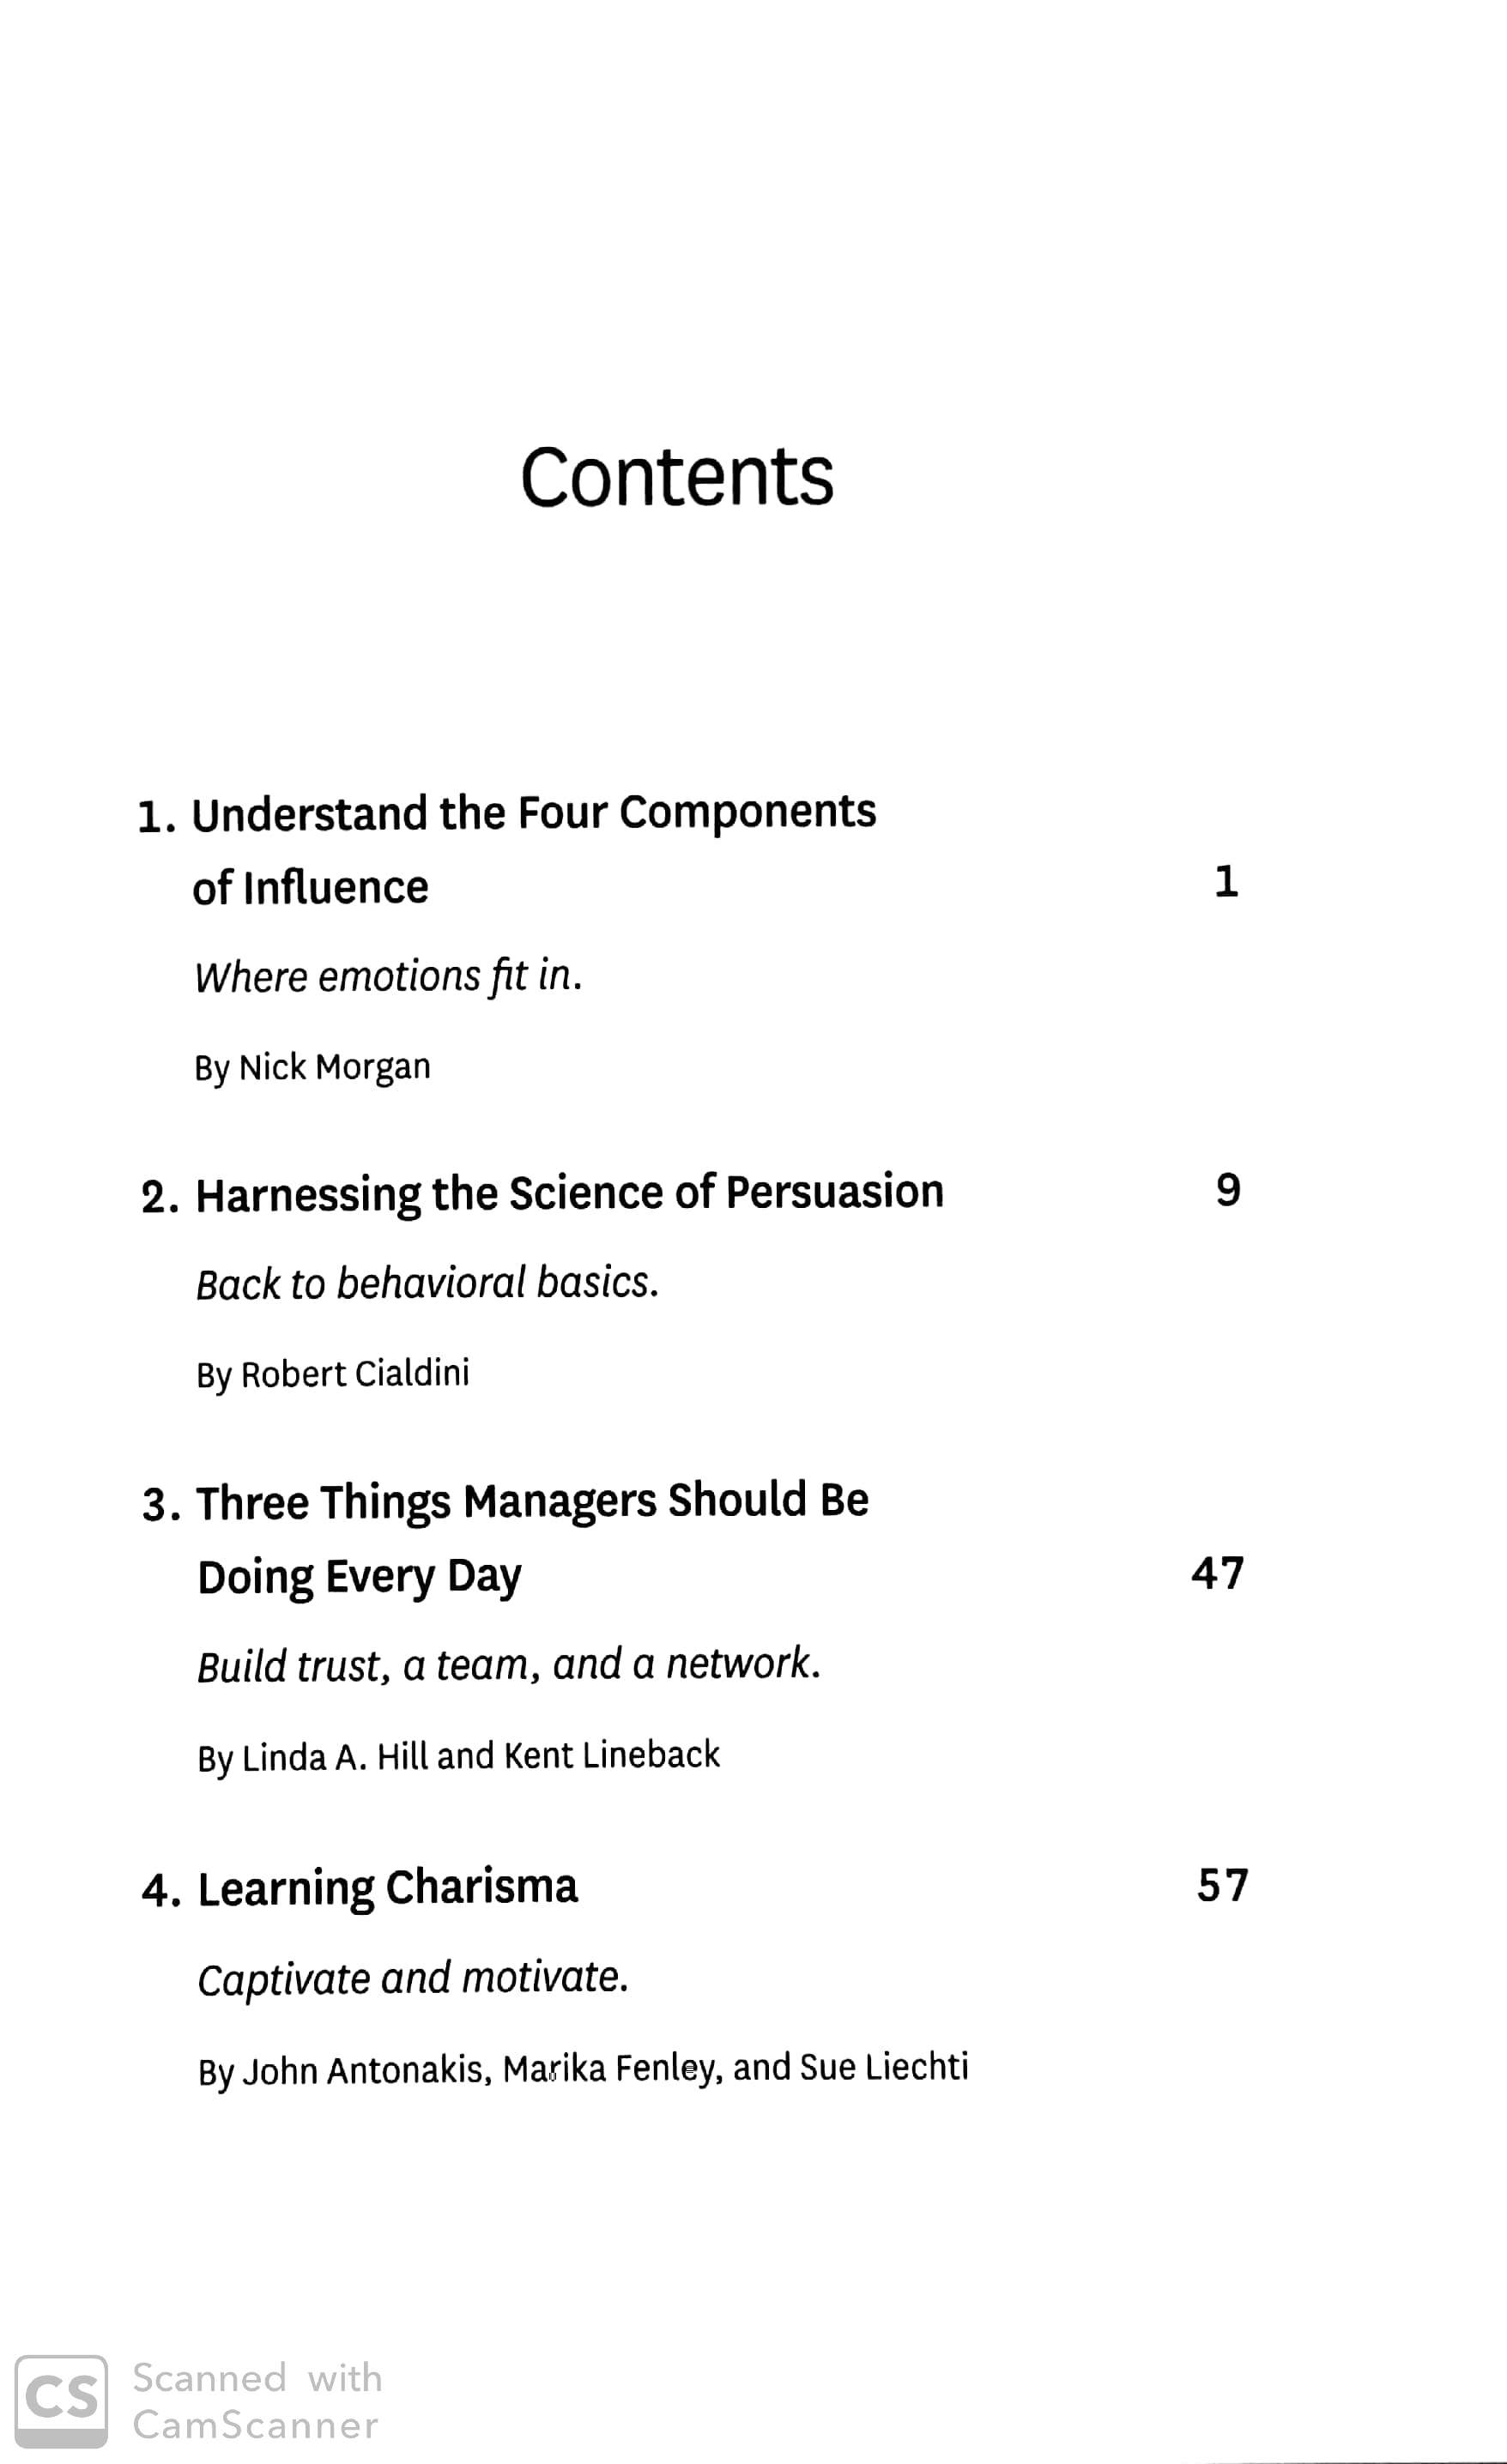 Contents
1. Understand the Four Components
of Influence 1
Where emotions fit in.
By Nick Morgan
2. Harnessing the Science of Persuasion 9
Back to behavioral basics.
By Robert Cialdini
3. Three Things Managers Should Be
Doing Every Day 47
Build trust, a team, and a network.
By Linda A. Hill and Kent Lineback
4. Learning Charisma 57
Captivate and motivate.
By John Antonakis, Marika Fenley, and Sue Liechti
CS
Scanned with
CamScanner